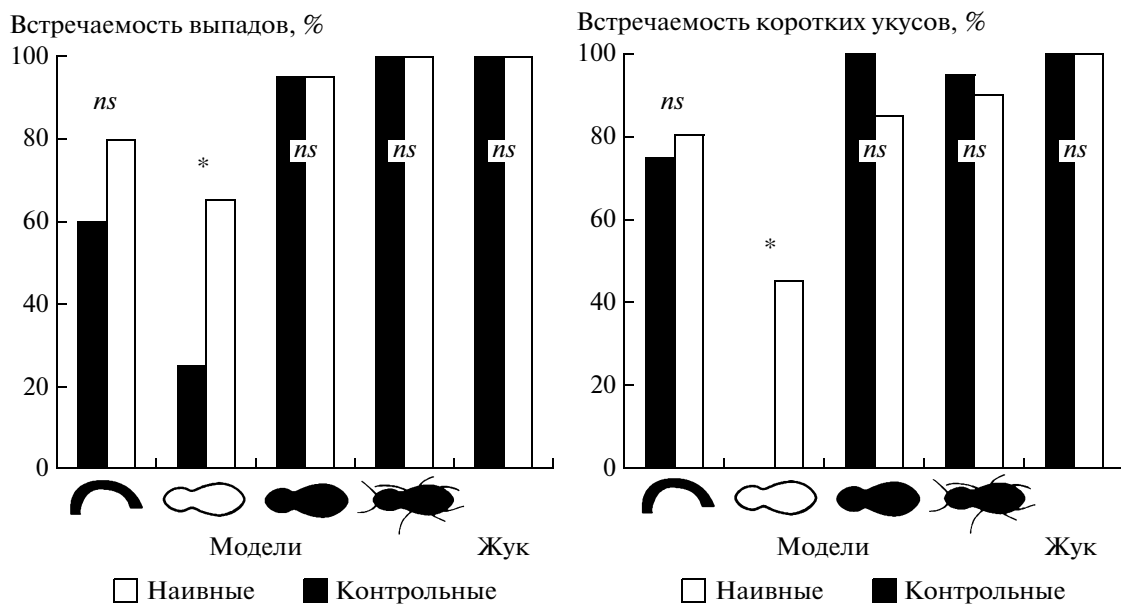 Встречаемость выпадов, %
100
80
60
40
20
0
ns
*
ns
ns
ns
Модели
Жук
Наивные
Контрольные
Встречаемость коротких укусов, %
100
80
60
40
20
0
ns
*
ns
ns
ns
Модели
Жук
Наивные
Контрольные